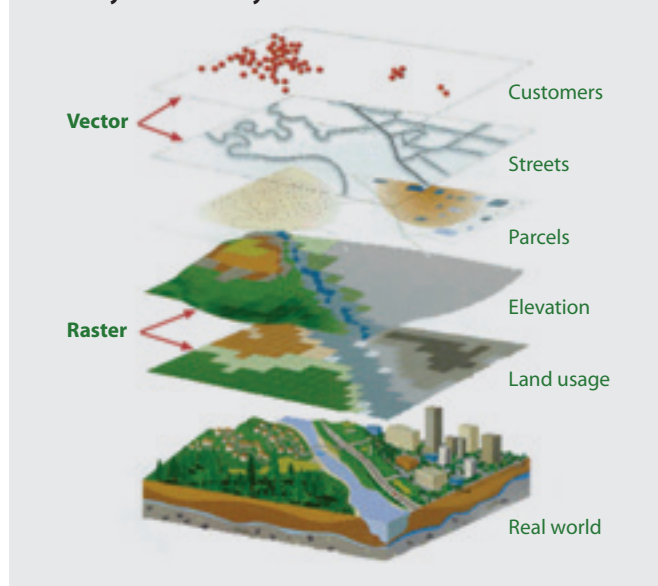 Customers
Vector
Streets
Parcels
Elevation
Raster
Land usage
Real world